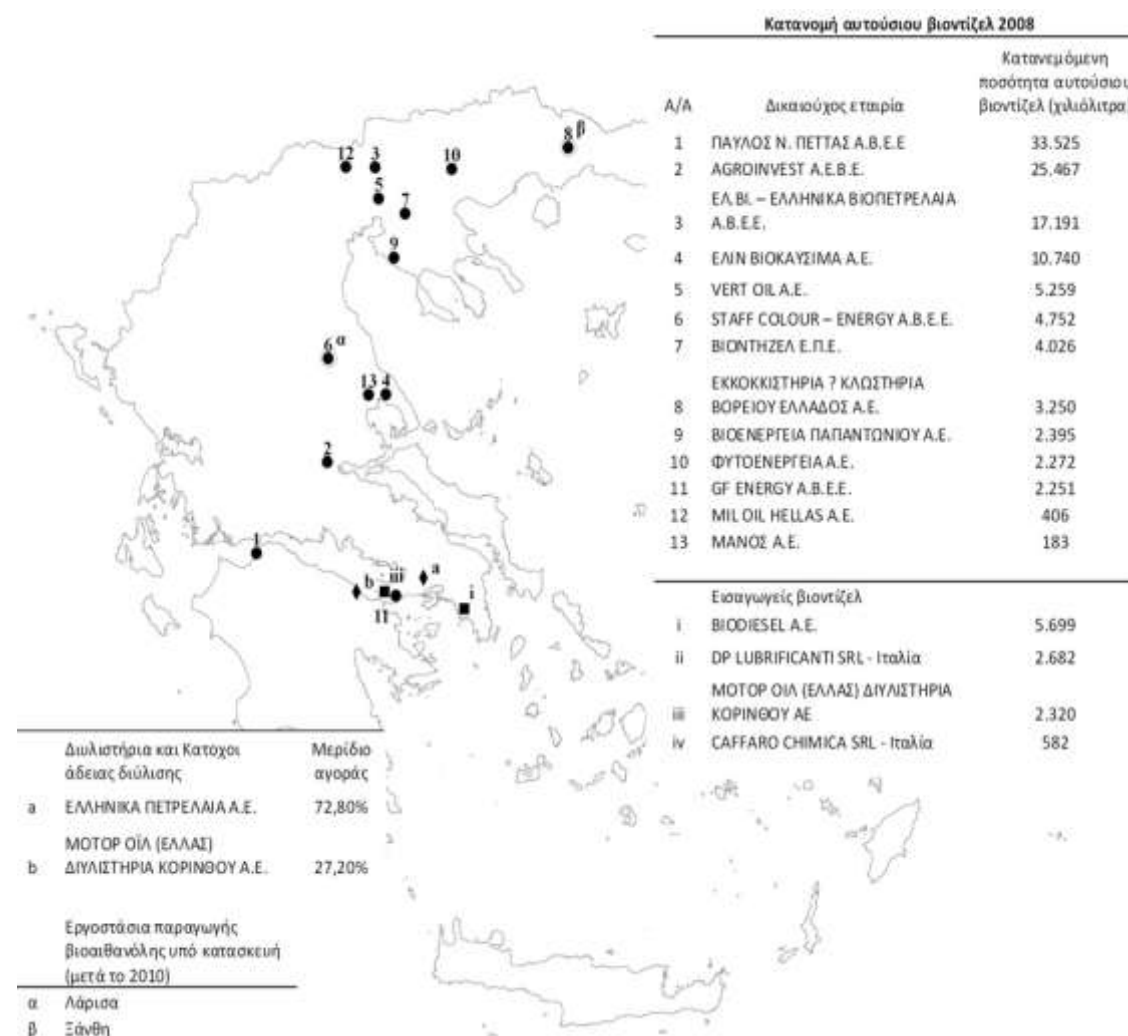 Κατανομή αυτούσιου βιοντίζελ 2008
Κατανεμόμενη
ποσότητα αυτούσιου
Α/Α Δικαιούχος εταιρία βιοντίζελ (χιλιόλιτρα)
1 ΠΑΥΛΟΣ Ν. ΠΕΤΤΑΣ Α.Β.Ε.Ε 33.525
2 AGROINVEST Α.Ε.Β.Ε. 25.467
ΕΛ.ΒΙ. – ΕΛΛΗΝΙΚΑ ΒΙΟΠΕΤΡΕΛΑΙΑ
3 Α.Β.Ε.Ε. 17.191
4 ΕΛΙΝ ΒΙΟΚΑΥΣΙΜΑ Α.Ε. 10.740
5 VERT OIL Α.Ε. 5.259
6 STAFF COLOUR – ENERGY Α.Β.Ε.Ε. 4.752
7 ΒΙΟΝΤΗΖΕΛ Ε.Π.Ε. 4.026
ΕΚΚΟΚΚΙΣΤΗΡΙΑ ? ΚΛΩΣΤΗΡΙΑ
8 ΒΟΡΕΙΟΥ ΕΛΛΑΔΟΣ Α.Ε. 3.250
9 ΒΙΟΕΝΕΡΓΕΙΑ ΠΑΠΑΝΤΩΝΙΟΥ Α.Ε. 2.395
10 ΦΥΤΟΕΝΕΡΓΕΙΑ Α.Ε. 2.272
11 GF ENERGY Α.Β.Ε.Ε. 2.251
12 MIL OIL HELLAS Α.Ε. 406
13 ΜΑΝΟΣ Α.Ε. 183
Εισαγωγείς βιοντίζελ
i BIODIESEL Α.Ε. 5.699
ii DP LUBRIFICANTI SRL - Ιταλία 2.682
ΜΟΤΟΡ ΟΙΛ (ΕΛΛΑΣ) ΔΙΥΛΙΣΤΗΡΙΑ
iii ΚΟΡΙΝΘΟΥ ΑΕ 2.320
iv CAFFARO CHIMICA SRL - Ιταλία 582
8 β
12 3 10
5
7
9
6 α
13 4
2
1
a
b iii
i
11
Διυλιστήρια και Κάτοχοι Μερίδιο
άδειας διύλισης αγοράς
a ΕΛΛΗΝΙΚΑ ΠΕΤΡΕΛΑΙΑ Α.Ε. 72,80%
ΜΟΤΟΡ ΟΪΛ (ΕΛΛΑΣ)
b ΔΙΥΛΙΣΤΗΡΙΑ ΚΟΡΙΝΘΟΥ Α.Ε. 27,20%
Εργοστάσια παραγωγής
βιοαιθανόλης υπό κατασκευή
(μετά το 2010)
α Λάρισα
β Ξάνθη